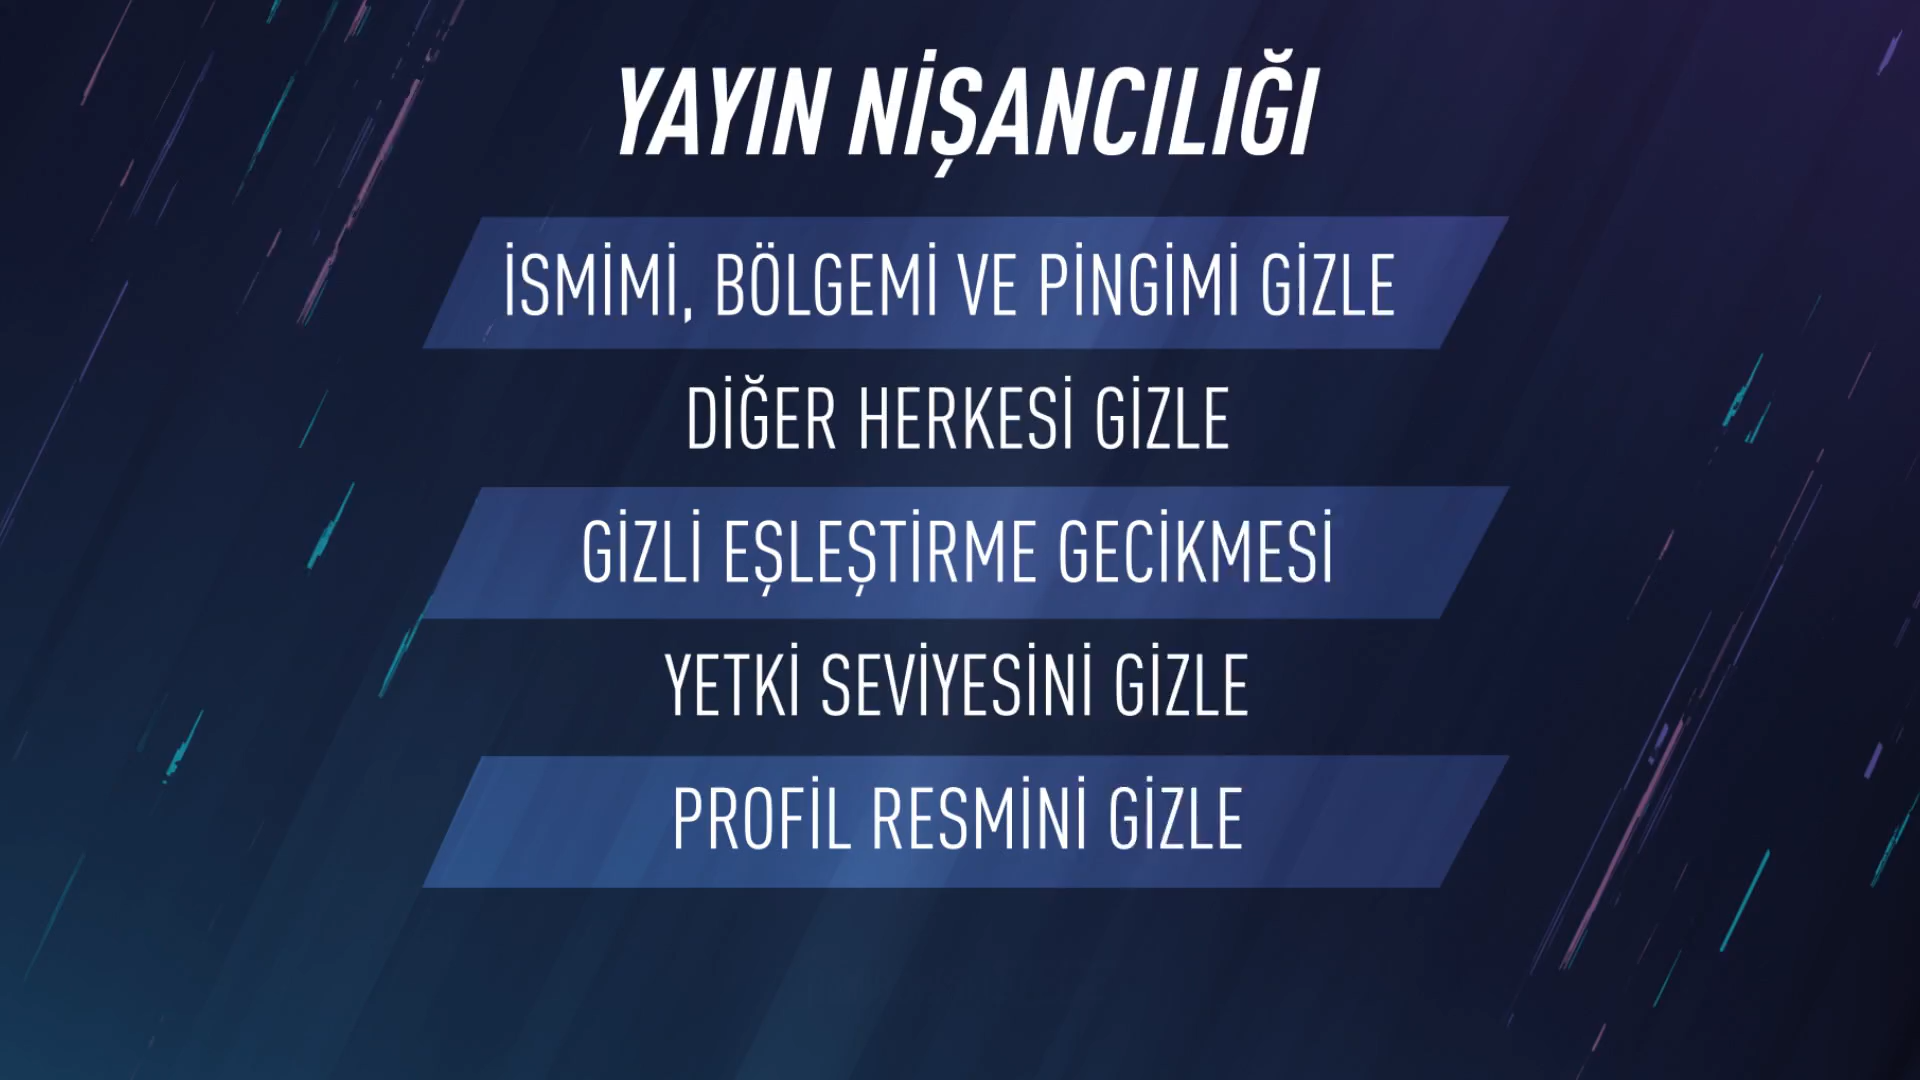 YAYIN NİŞANCILIĞI
İSMİMİ, BÖLGEMİ VE PİNGİMİ GİZLE
DİĞER HERKESİ GİZLE
GİZLİ EŞLEŞTİRME GECİKMESİ
YETKİ SEVİYESİNİ GİZLE
PROFİL RESMİNİ GİZLE